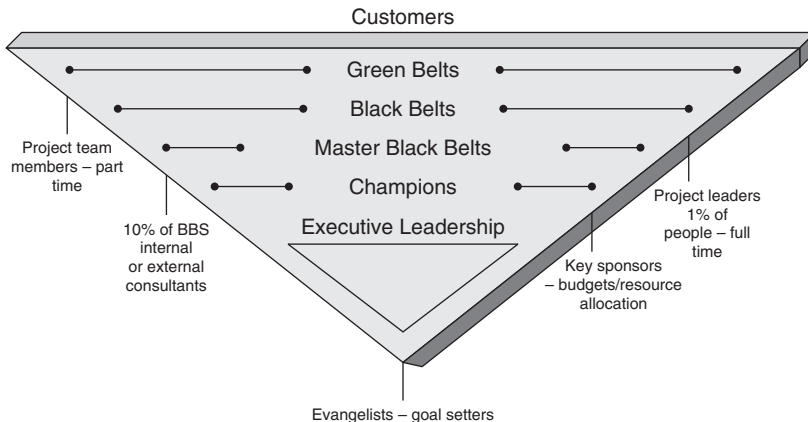 Customers
Green Belts
Black Belts
Master Black Belts
Champions
Executive Leadership
Project team
members – part
time
10% of BBS
internal
or external
consultants
Key sponsors
– budgets/resource
allocation
Project leaders
1% of
people – full
time
Evangelists – goal setters